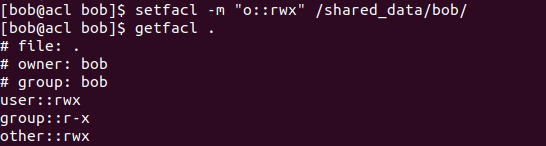 [bob@acl bob]$ setfacl -m "o::rwx" /shared_data/bob/
[bob@acl bob]$ getfacl .
# file: .
# owner: bob
# group: bob
user::rwx
group::r-x
other::rwx